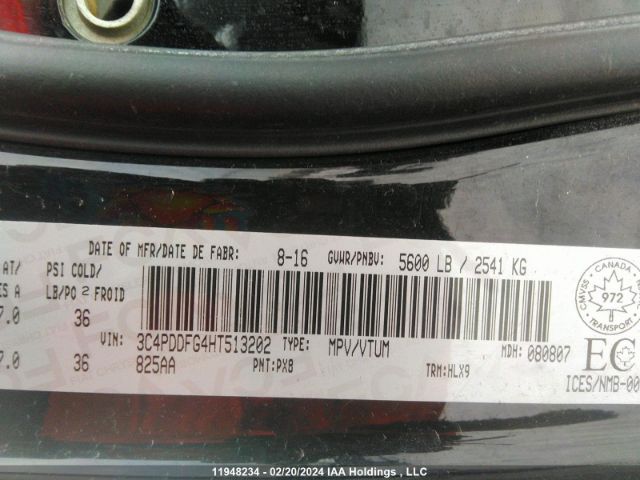 DATE OF MFR/DATE DE FABR: 8-16 GVWR/PNBV: 5600 LB / 2541 KG
AT/ PSI COLD/
ES A LB/PO 2 FROID
7.0 36
VIN: 3C4PDDFG4HT513202 TYPE: MPV/VTUM MDH: 080807
7.0 36 825AA PNT:PXB TRM:HLX9
CMVSS CANADA
972
TRANSPORT
EC
ICES/NMB-00
11948234 - 02/20/2024 IAA Holdings , LLC